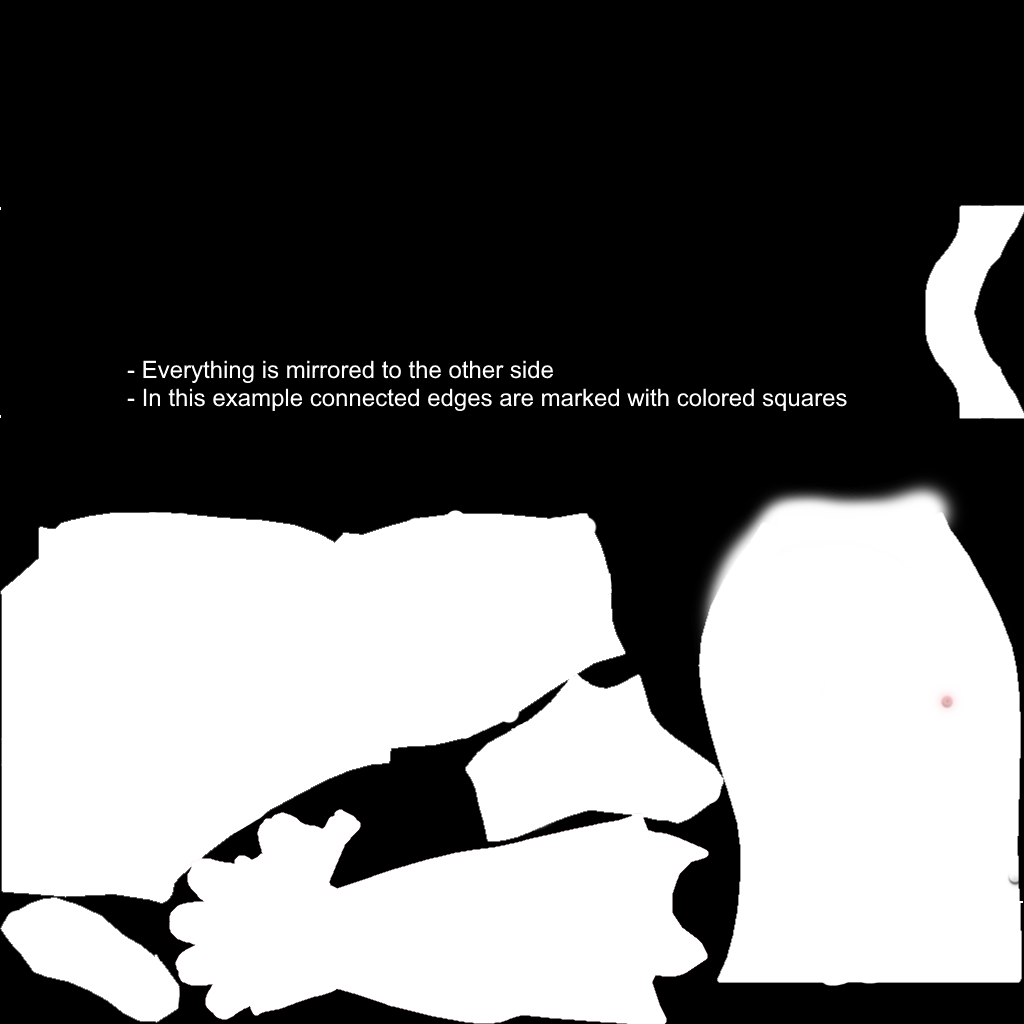 - Everything is mirrored to the other side
- In this example connected edges are marked with colored squares